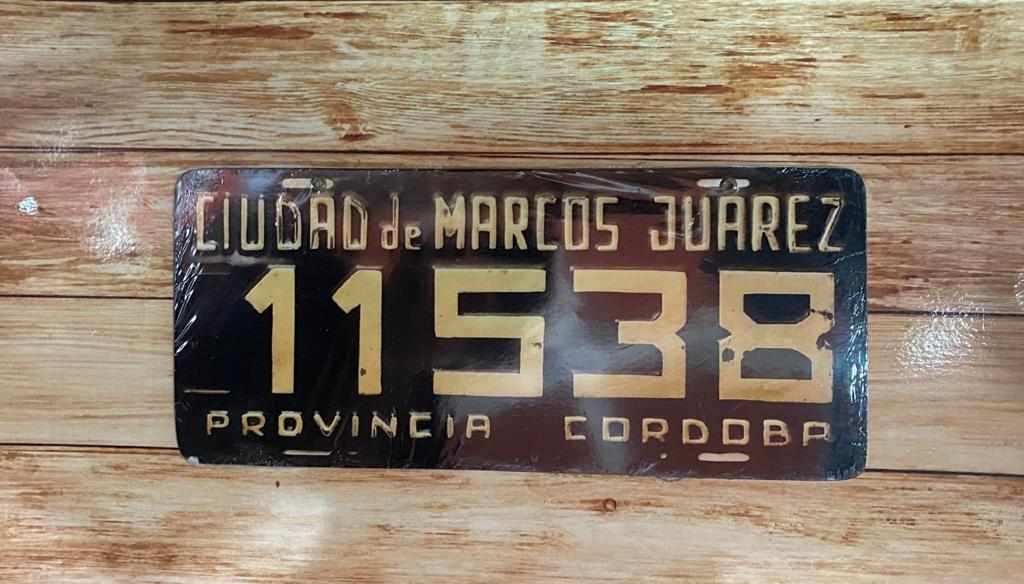 CIUDAD de MARCOS JUAREZ
11538
PROVINCIA CORDOBA